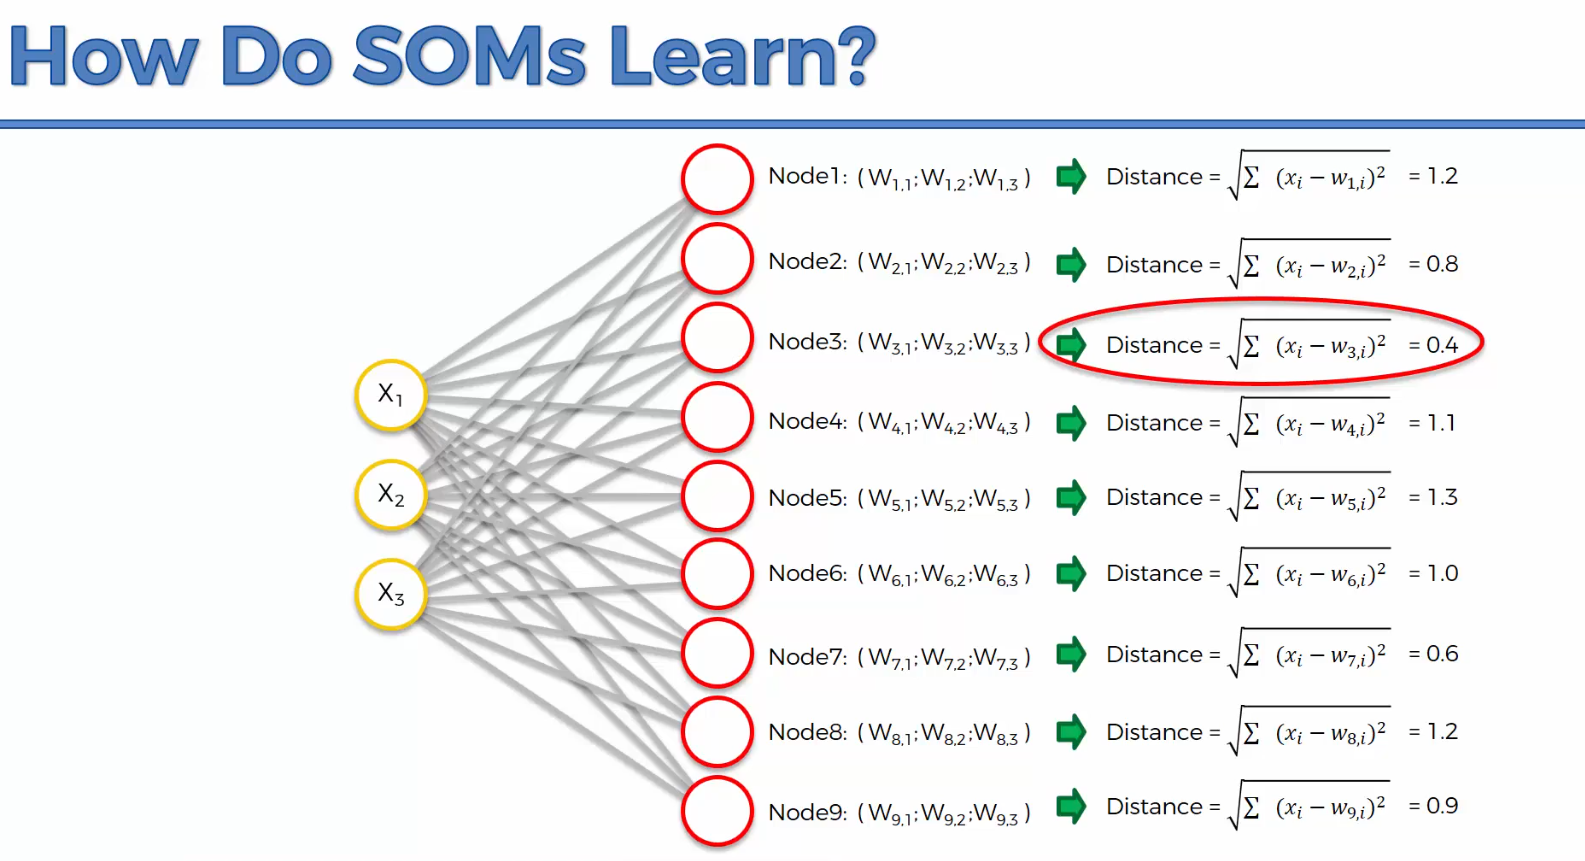 How Do SOMs Learn?
Node1: (W1,1;W1,2;W1,3) Distance = √∑ (xi − w1,i)² = 1.2
Node2: (W2,1;W2,2;W2,3) Distance = √∑ (xi − w2,i)² = 0.8
Node3: (W3,1;W3,2;W3,3) Distance = √∑ (xi − w3,i)² = 0.4
X1
Node4: (W4,1;W4,2;W4,3) Distance = √∑ (xi − w4,i)² = 1.1
X2
Node5: (W5,1;W5,2;W5,3) Distance = √∑ (xi − w5,i)² = 1.3
Node6: (W6,1;W6,2;W6,3) Distance = √∑ (xi − w6,i)² = 1.0
X3
Node7: (W7,1;W7,2;W7,3) Distance = √∑ (xi − w7,i)² = 0.6
Node8: (W8,1;W8,2;W8,3) Distance = √∑ (xi − w8,i)² = 1.2
Node9: (W9,1;W9,2;W9,3) Distance = √∑ (xi − w9,i)² = 0.9